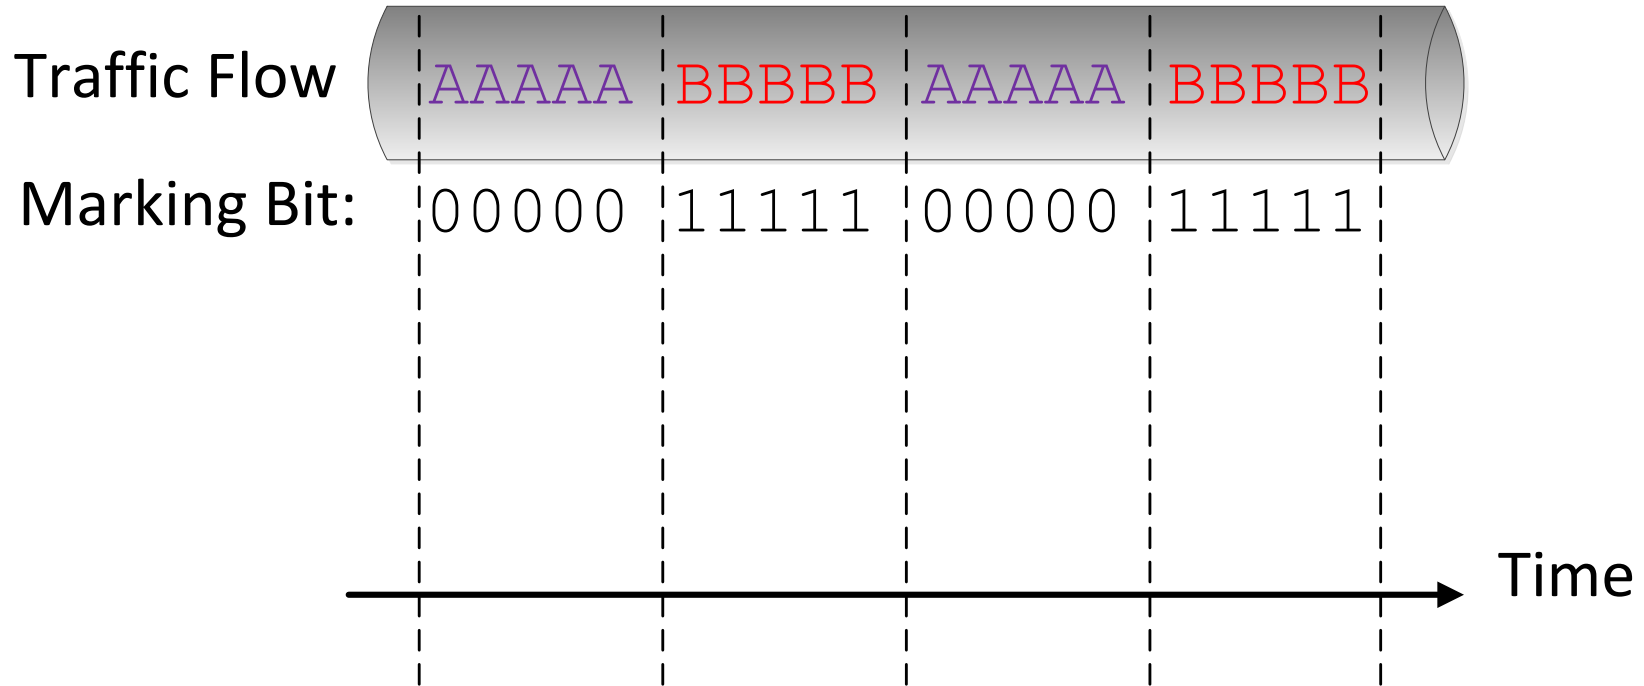 Traffic Flow AAAAA BBBBB AAAAA BBBBB
Marking Bit: 00000 11111 00000 11111
Time